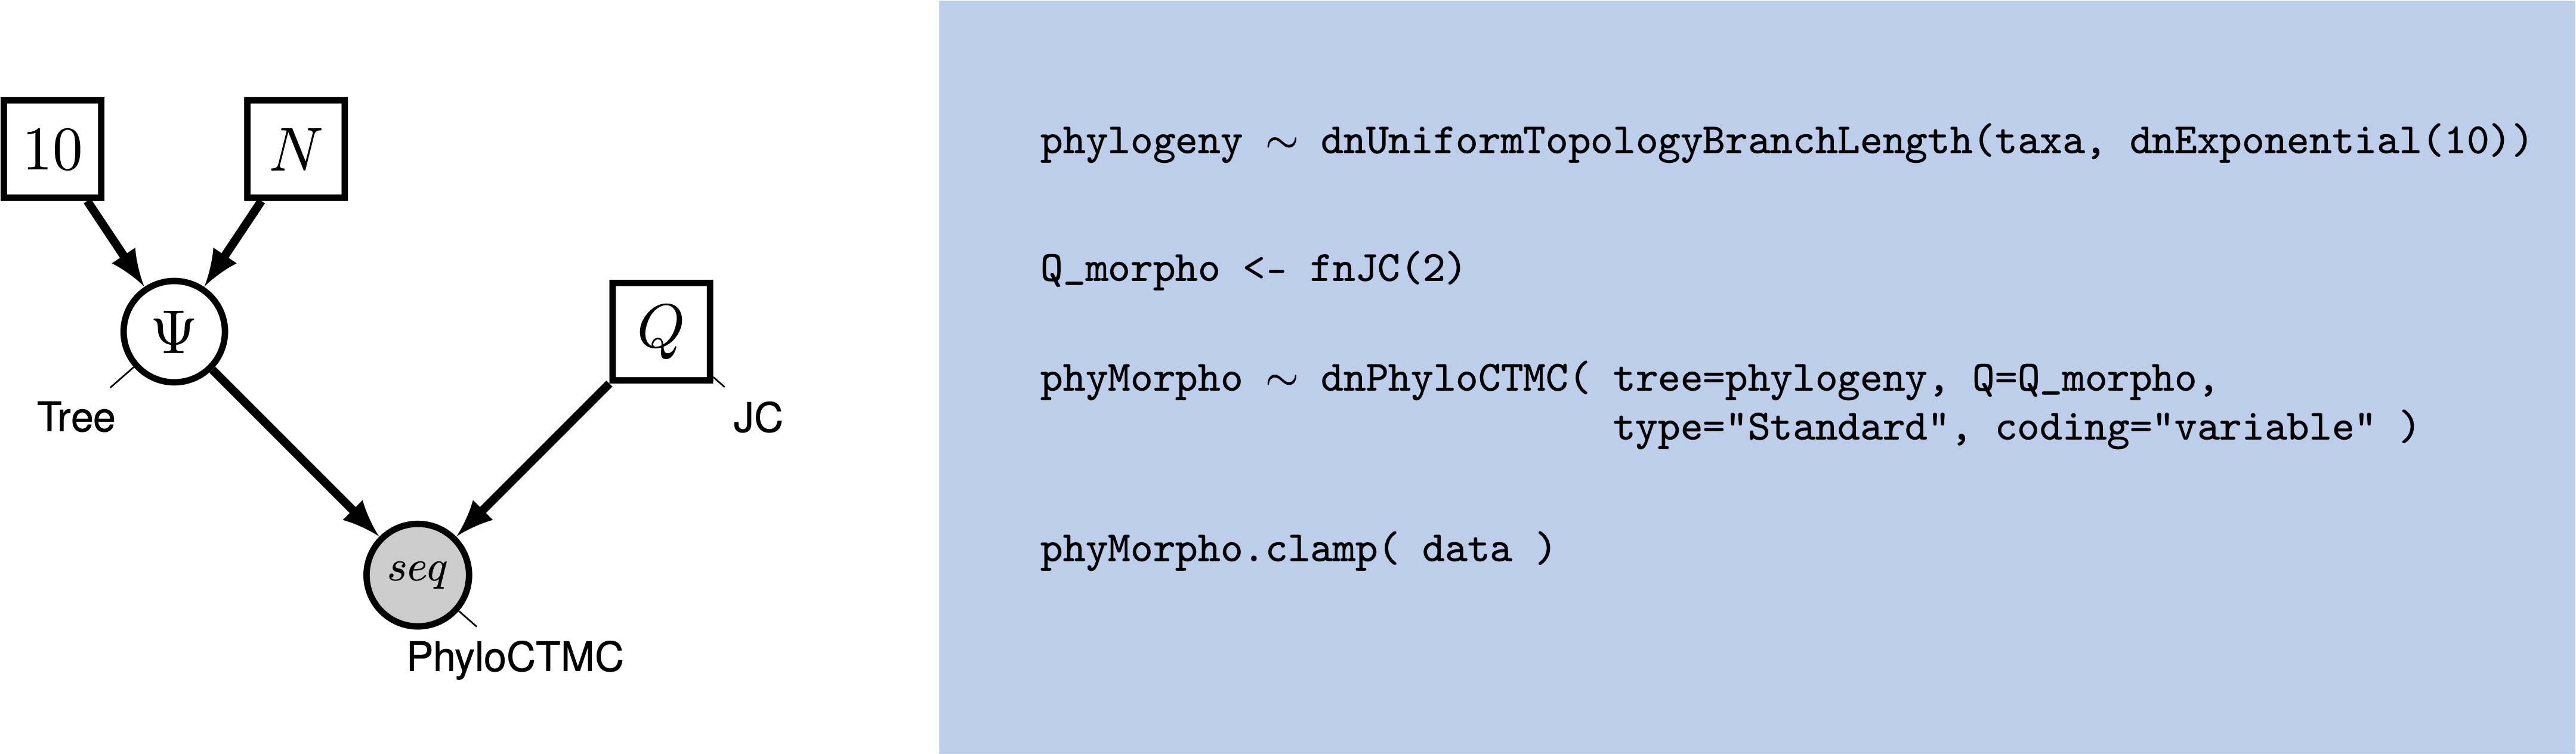 10
N
Ψ
Tree
Q
JC
seq
PhyloCTMC
phylogeny ∼ dnUniformTopologyBranchLength(taxa, dnExponential(10))
Q_morpho <- fnJC(2)
phyMorpho ∼ dnPhyloCTMC( tree=phylogeny, Q=Q_morpho,
type="Standard", coding="variable" )
phyMorpho.clamp( data )